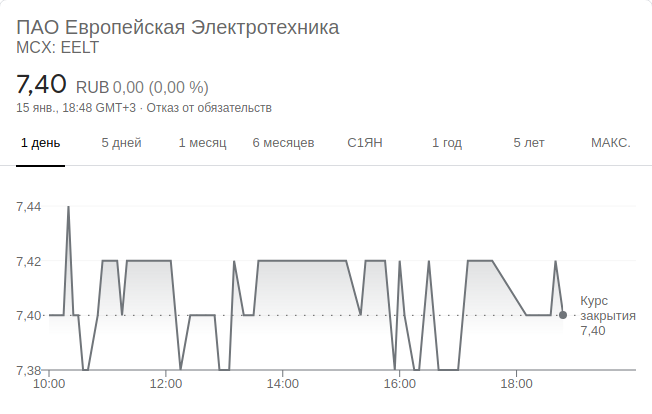 ПАО Европейская Электротехника
MCX: EELT
7,40 RUB 0,00 (0,00 %)
15 янв., 18:48 GMT+3 · Отказ от обязательств
1 день 5 дней 1 месяц 6 месяцев С1ЯН 1 год 5 лет МАКС.
7,44
7,42
7,40
7,38
Курс
закрытия
7,40
10:00 12:00 14:00 16:00 18:00